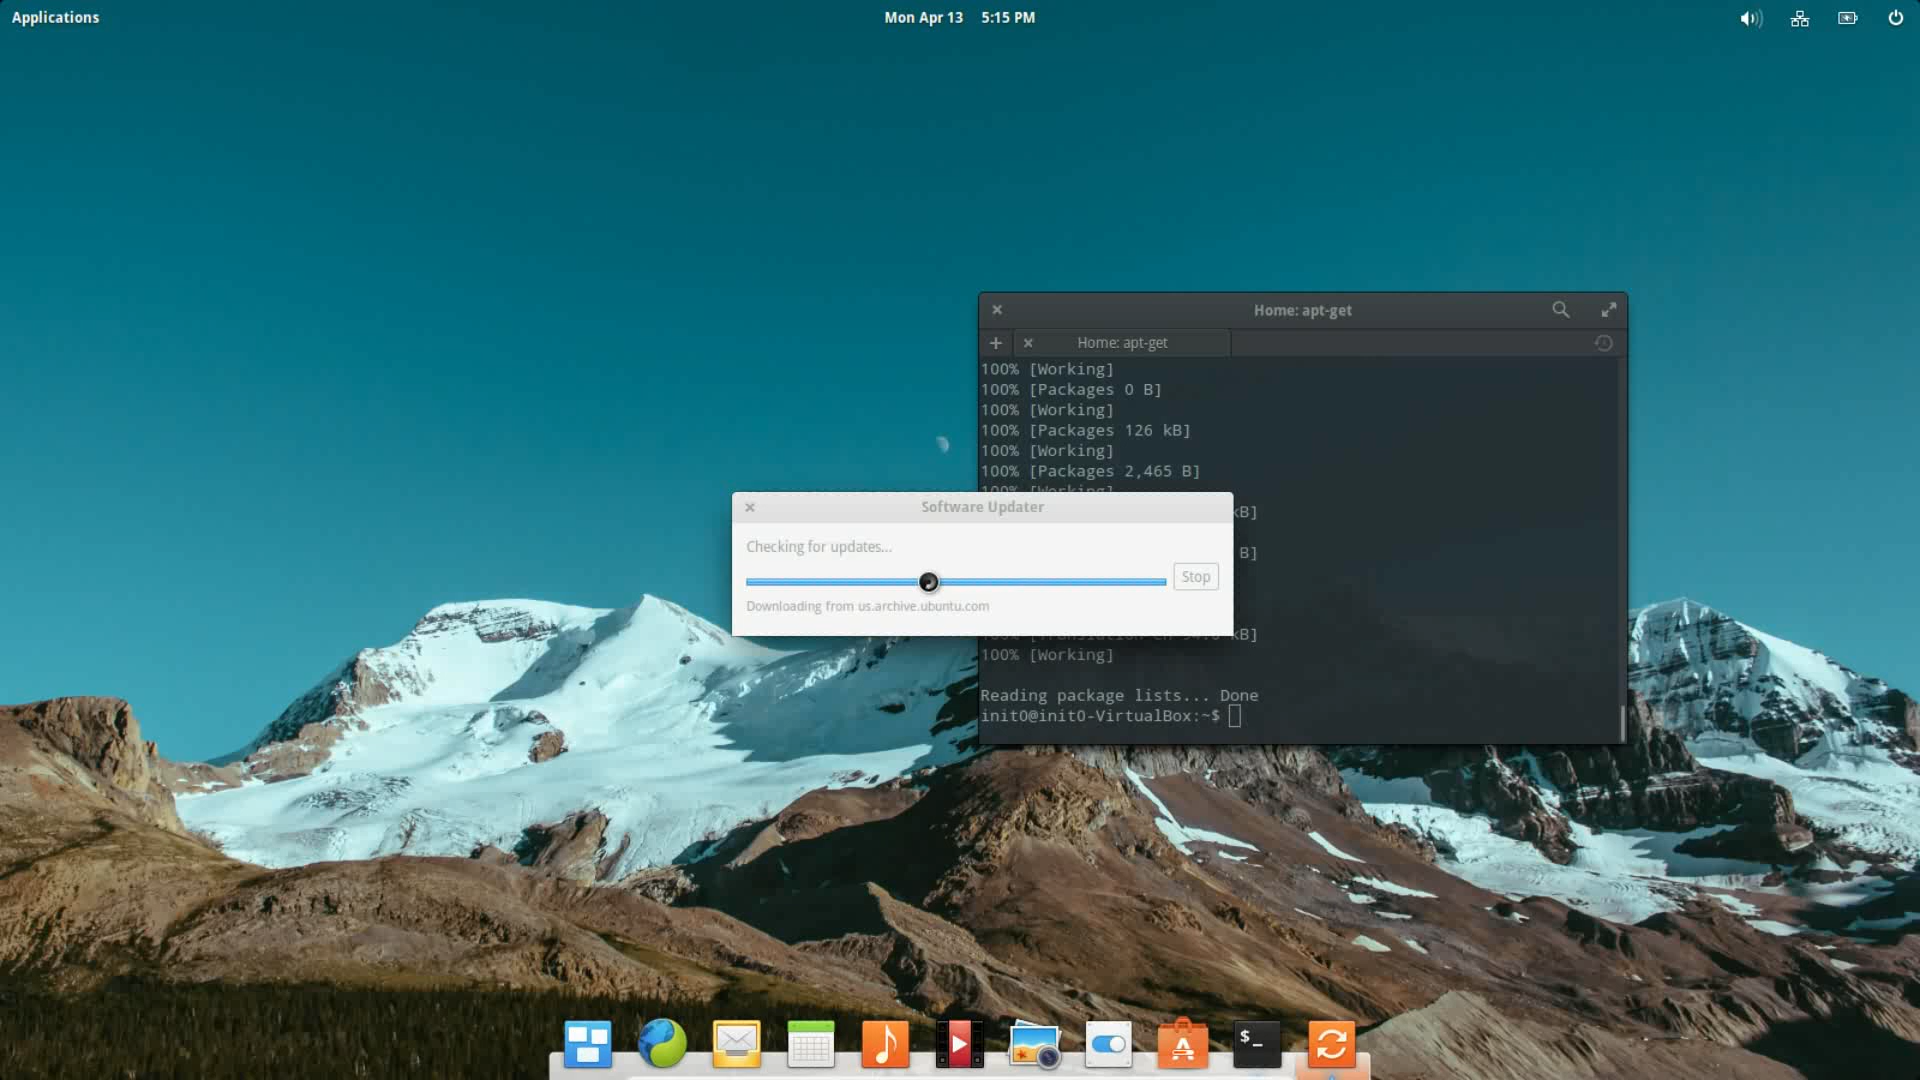 Applications
Mon Apr 13 5:15 PM
Home: apt-get
Home: apt-get
100% [Working]
100% [Packages 0 B]
100% [Working]
100% [Packages 126 kB]
100% [Working]
100% [Packages 2,465 B]
100% [Working]
kB]
Software Updater
Checking for updates...
B]
Stop
Downloading from us.archive.ubuntu.com
kB]
100% [Working]
Reading package lists... Done
init0@init0-VirtualBox:~$
$_